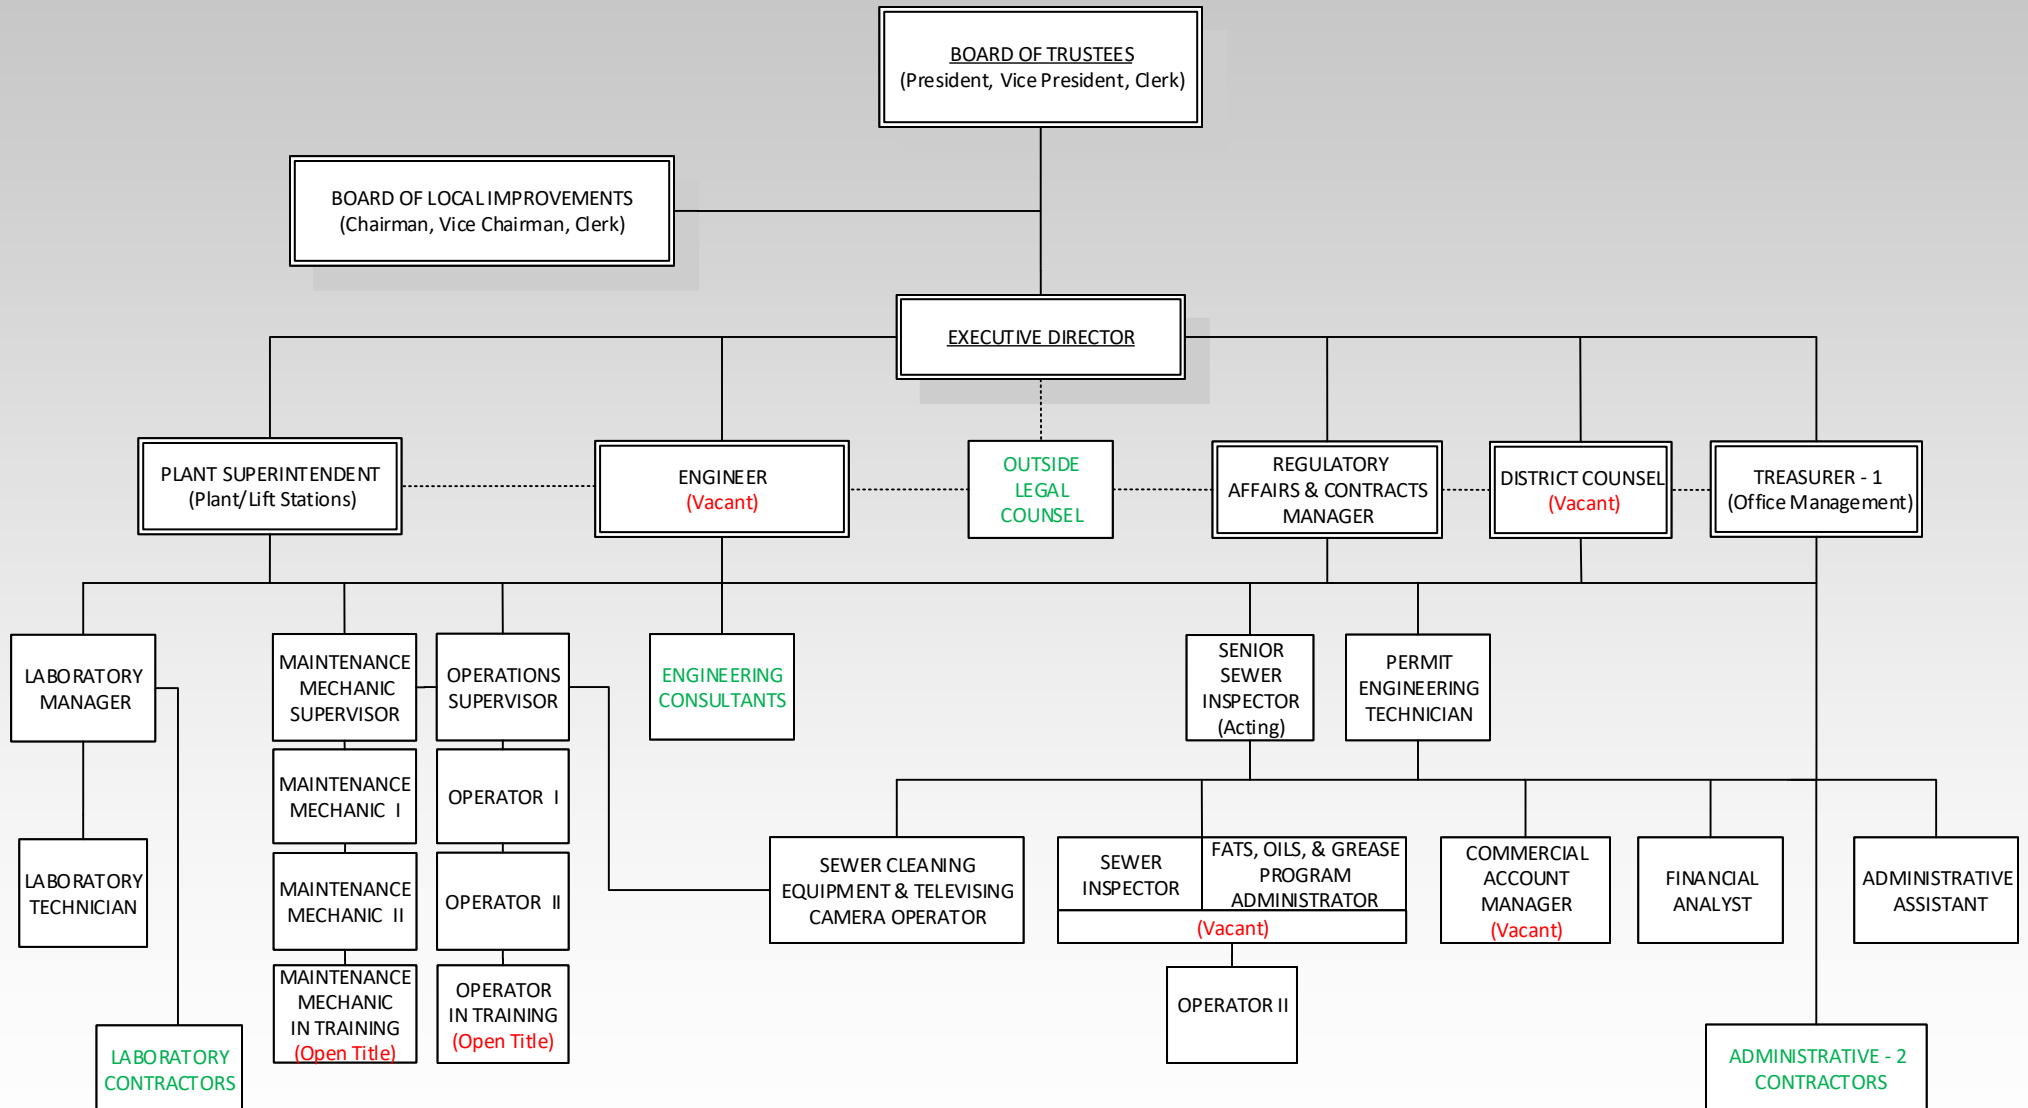 BOARD OF TRUSTEES
(President, Vice President, Clerk)
BOARD OF LOCAL IMPROVEMENTS
(Chairman, Vice Chairman, Clerk)
EXECUTIVE DIRECTOR
PLANT SUPERINTENDENT
(Plant/Lift Stations)
ENGINEER
(Vacant)
OUTSIDE
LEGAL
COUNSEL
REGULATORY
AFFAIRS & CONTRACTS
MANAGER
DISTRICT COUNSEL
(Vacant)
TREASURER - 1
(Office Management)
LABORATORY
MANAGER
MAINTENANCE
MECHANIC
SUPERVISOR
OPERATIONS
SUPERVISOR
ENGINEERING
CONSULTANTS
SENIOR
SEWER
INSPECTOR
(Acting)
PERMIT
ENGINEERING
TECHNICIAN
MAINTENANCE
MECHANIC I
OPERATOR I
LABORATORY
TECHNICIAN
MAINTENANCE
MECHANIC II
OPERATOR II
SEWER CLEANING
EQUIPMENT & TELEVISING
CAMERA OPERATOR
SEWER
INSPECTOR
FATS, OILS, & GREASE
PROGRAM
ADMINISTRATOR
(Vacant)
COMMERCIAL
ACCOUNT
MANAGER
(Vacant)
FINANCIAL
ANALYST
ADMINISTRATIVE
ASSISTANT
MAINTENANCE
MECHANIC
IN TRAINING
(Open Title)
OPERATOR
IN TRAINING
(Open Title)
OPERATOR II
LABORATORY
CONTRACTORS
ADMINISTRATIVE - 2
CONTRACTORS